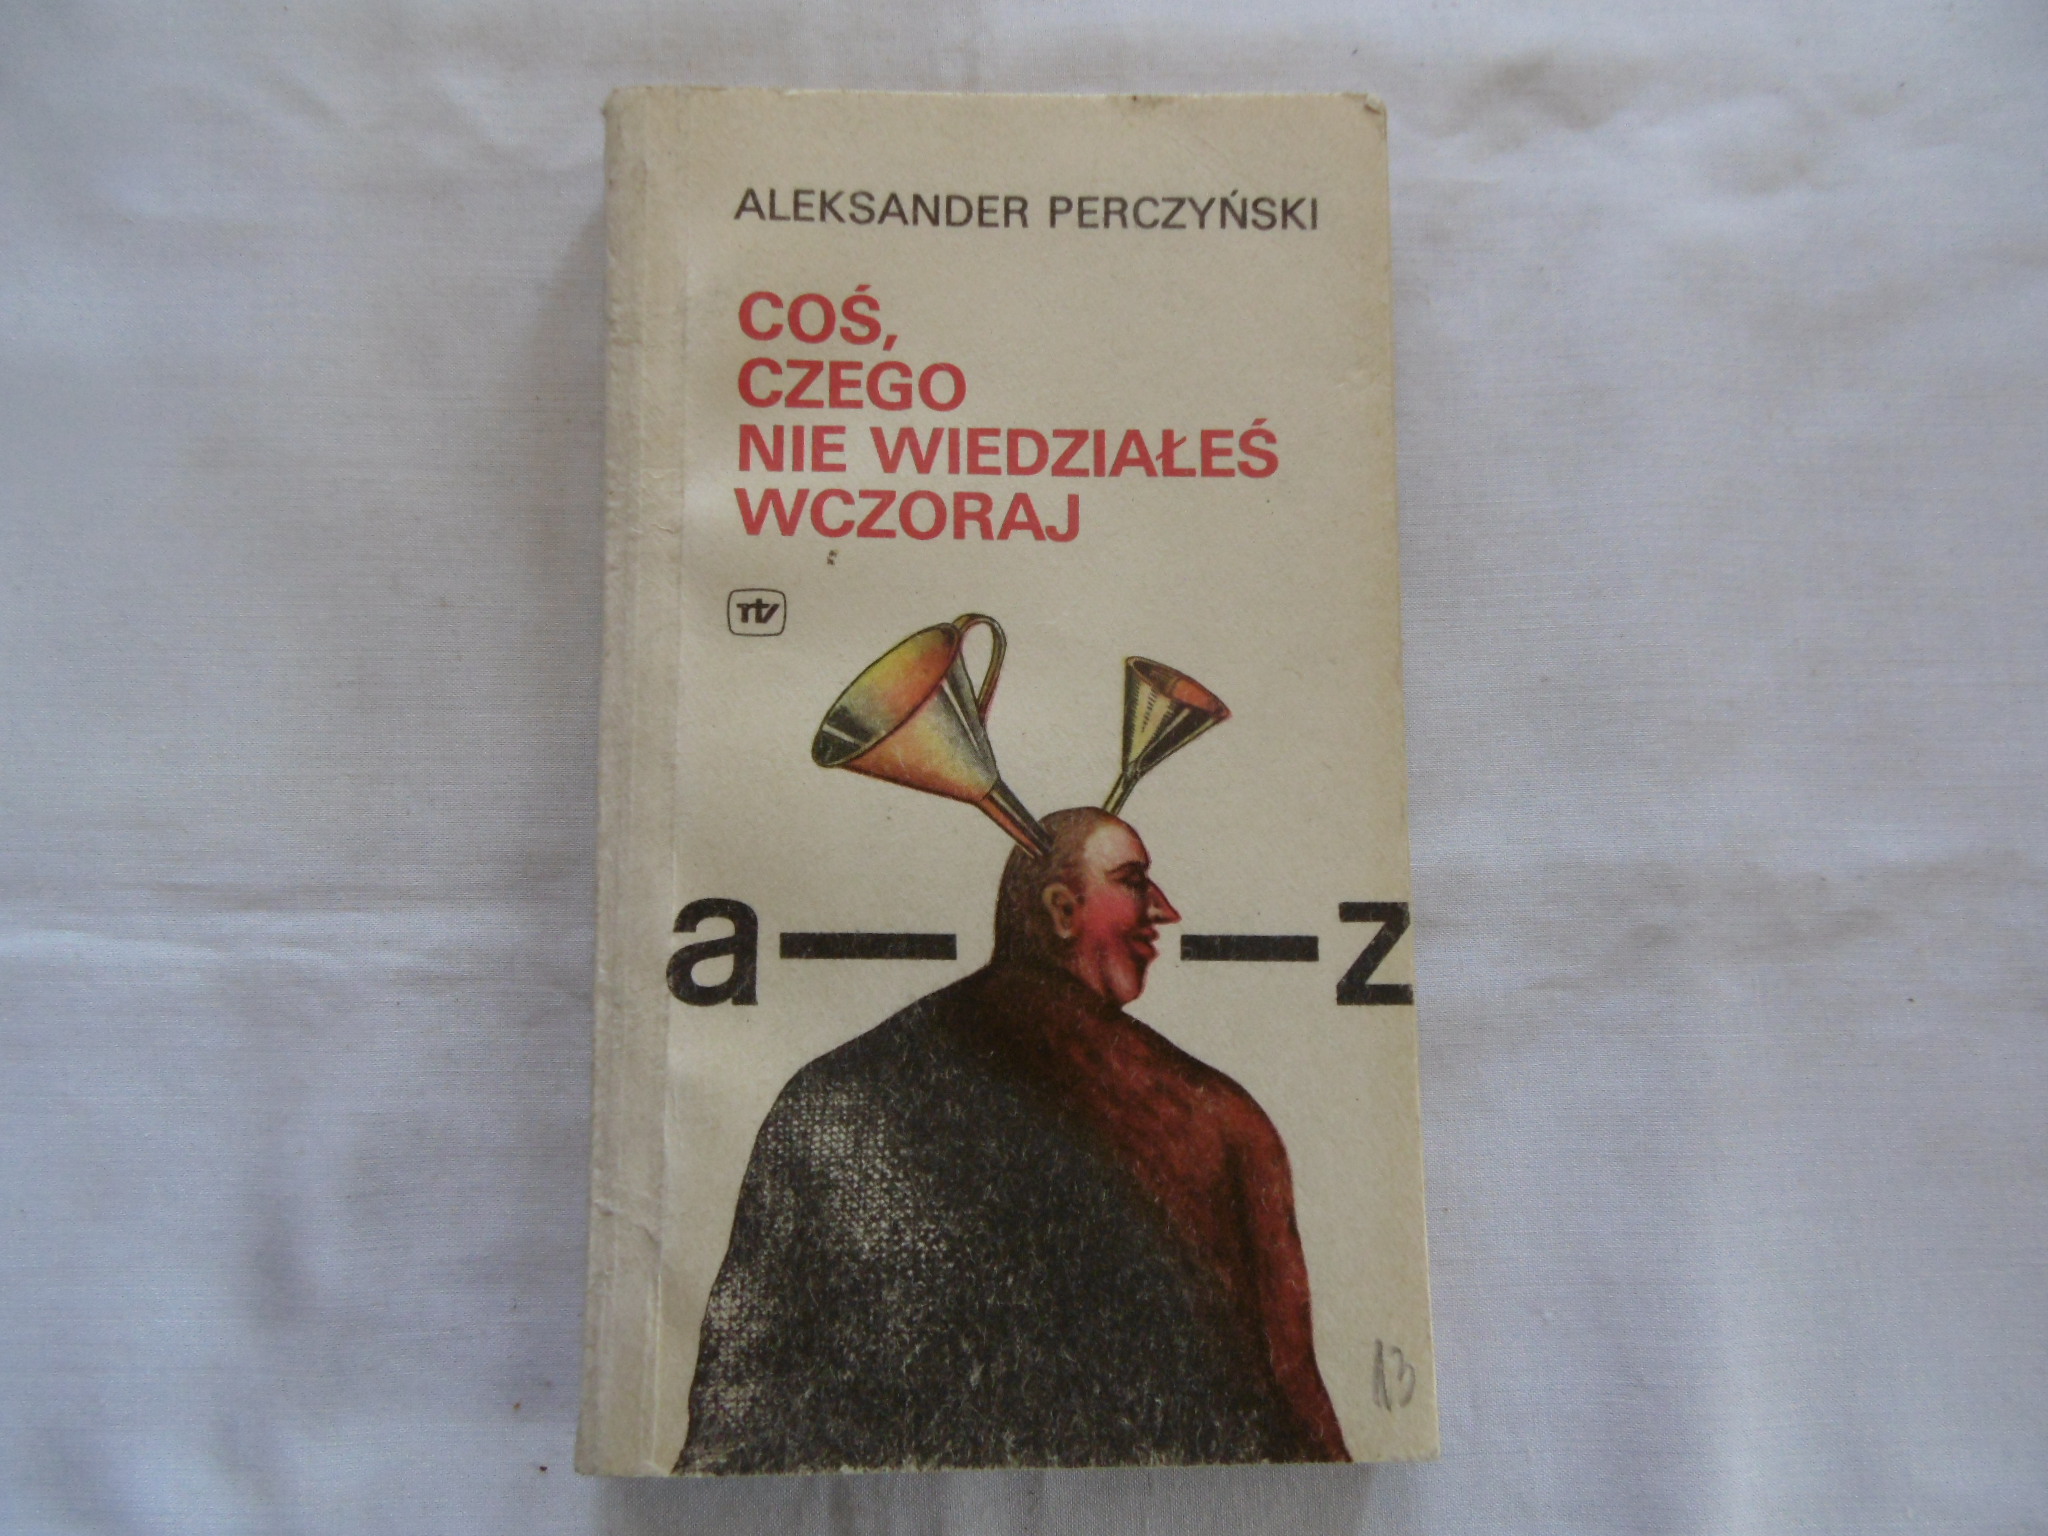 ALEKSANDER PERCZYŃSKI
COŚ,
CZEGO
NIE WIEDZIAŁEŚ
WCZORAJ
rtv
a — — z
13